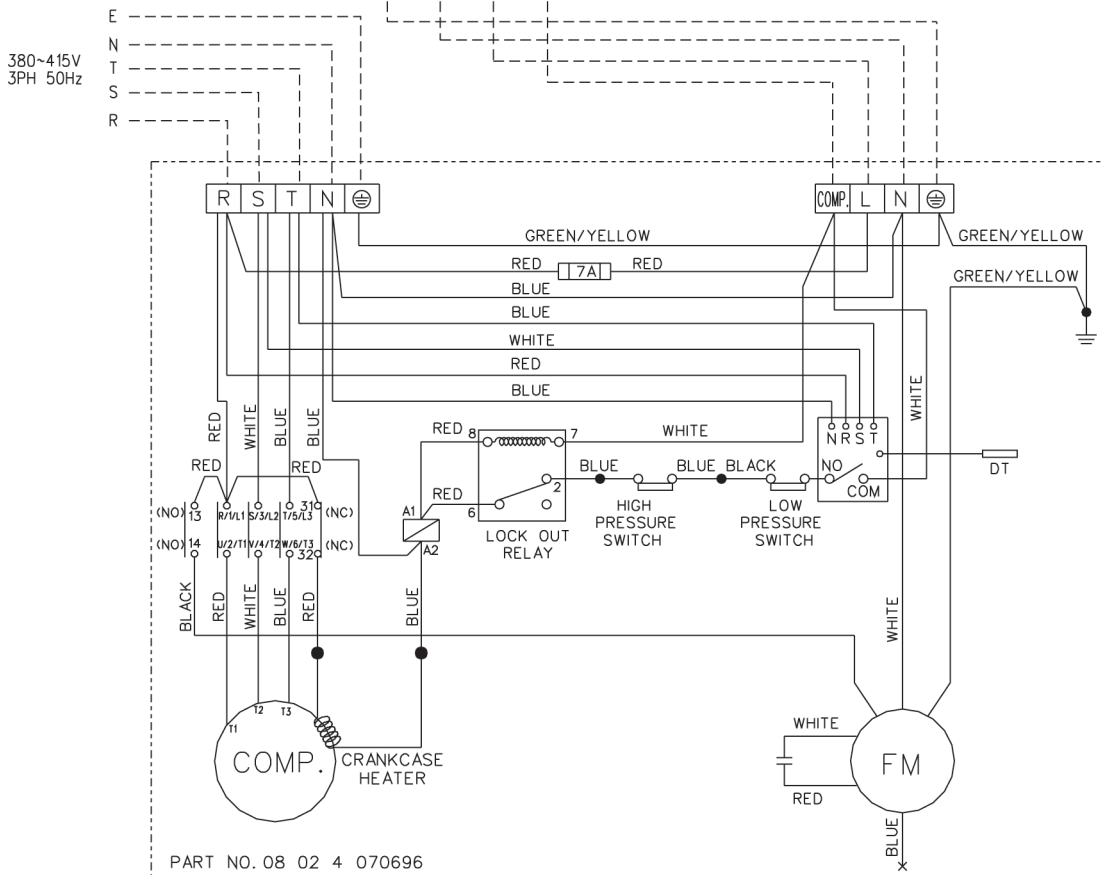 E
N
380~415V
3PH 50Hz
T
S
R
R S T N
COMP. L N
GREEN/YELLOW
GREEN/YELLOW
RED 7A RED
GREEN/YELLOW
BLUE
BLUE
WHITE
RED
BLUE
WHITE
RED
WHITE
BLUE
BLUE
RED 8 7 WHITE
N R S T
RED RED
BLUE BLUE BLACK NO
DT
2
RED
COM
(NO) 13 R/1/L1 S/3/L2 T/5/L3 31 (NC)
A1 6
HIGH
PRESSURE
SWITCH
LOW
PRESSURE
SWITCH
LOCK OUT
RELAY
(NO) 14 U/2/T1 V/4/T2 W/6/T3 32 (NC)
A2
BLACK
RED
WHITE
BLUE
RED
BLUE
WHITE
T1 T2 T3
COMP.
CRANKCASE
HEATER
WHITE
FM
RED
BLUE
PART NO. 08 02 4 070696